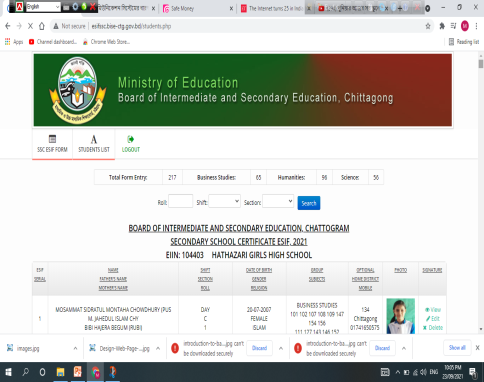 English
Safe Money
The Internet turns 25 in Indi
Not secure
esifssc.bise-ctg.gov.bd/students.php
Apps
Channel dashboard...
Chrome Web Store...
Reading list
Ministry of Education
Board of Intermediate and Secondary Education, Chittagong
SSC ESIF FORM
STUDENTS LIST
LOGOUT
Total Form Entry: 217 Business Studies: 65 Humanities: 96 Science: 56
Roll: Shift: Section: Search
BOARD OF INTERMEDIATE AND SECONDARY EDUCATION, CHATTOGRAM
SECONDARY SCHOOL CERTIFICATE ESIF, 2021
EIIN: 104403 HATHAZARI GIRLS HIGH SCHOOL
ESIF SERIAL
NAME
FATHER'S NAME
MOTHER'S NAME
SHIFT
SECTION
ROLL
DATE OF BIRTH
GENDER
RELIGION
GROUP
SUBJECTS
OPTIONAL
HOME DISTRICT
MOBILE
PHOTO
SIGNATURE
1
MOSAMMAT SIDRATUL MONTAHA CHOWDHURY (PUS
M. JAHEDUL ISLAM CHY
BIBI HAJERA BEGUM (RUBI)
DAY
C
1
20-07-2007
FEMALE
ISLAM
BUSINESS STUDIES
101 102 107 108 109 147
154 156
111 127 143 146 152
134
Chittagong
01741650575
View
Edit
Delete
images.jpg
Design-Web-Page-...jpg
introduction-to-ba...jpg can't be downloaded securely
Discard
introduction-to-ba...jpg can't be downloaded securely
Discard
Show all
ENG
10:05 PM
23/09/2021